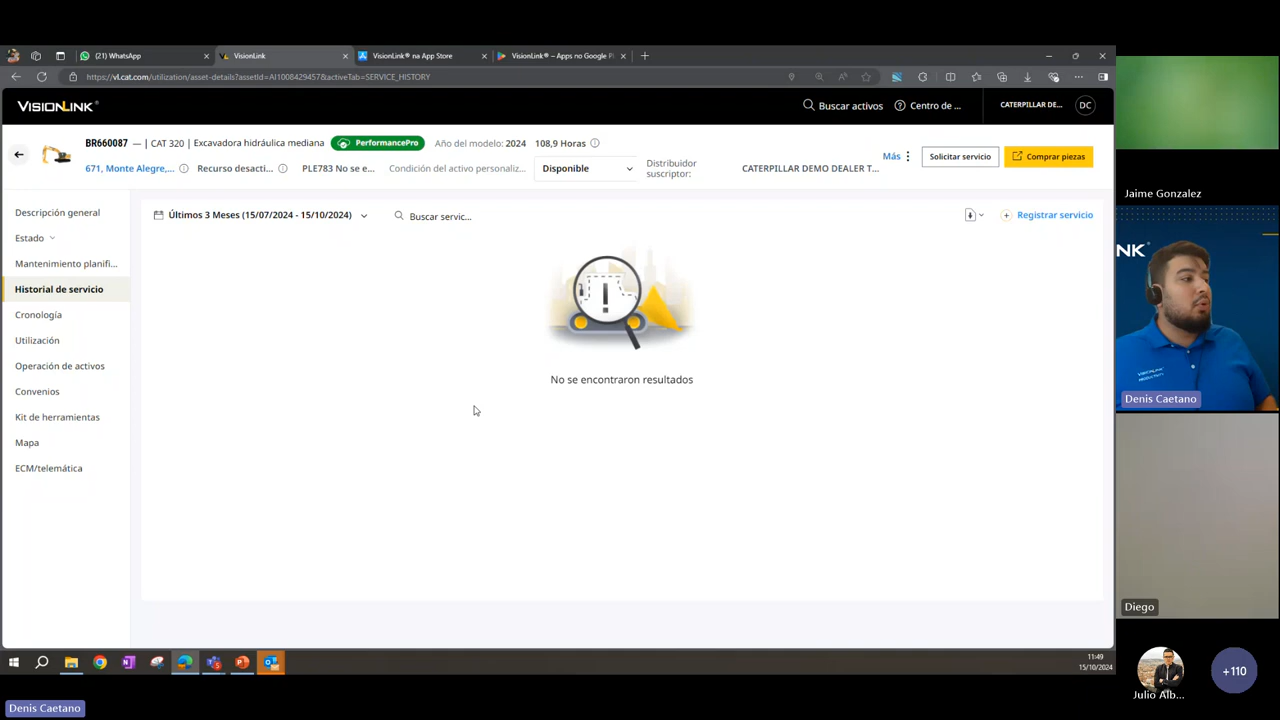 (21) WhatsApp
VisionLink
VisionLink® na App Store
VisionLink® – Apps no Google Pl
https://vl.cat.com/utilization/asset-details?assetId=AI1008429457&activeTab=SERVICE_HISTORY
VISIONLINK®
Buscar activos
Centro de ...
CATERPILLAR DE...
DC
BR660087 — | CAT 320 | Excavadora hidráulica mediana
PerformancePro
Año del modelo: 2024
108,9 Horas
671, Monte Alegre,...
Recurso desacti...
PLE783 No se e...
Condición del activo personaliz...
Disponible
Distribuidor
suscriptor:
CATERPILLAR DEMO DEALER T...
Más
Solicitar servicio
Comprar piezas
Descripción general
Estado
Mantenimiento planifi...
Historial de servicio
Cronología
Utilización
Operación de activos
Convenios
Kit de herramientas
Mapa
ECM/telemática
Últimos 3 Meses (15/07/2024 - 15/10/2024)
Buscar servic...
Registrar servicio
No se encontraron resultados
11:49
15/10/2024
Denis Caetano
Jaime Gonzalez
NK®
VISIONLINK
Denis Caetano
Diego
Julio Alb...
+110